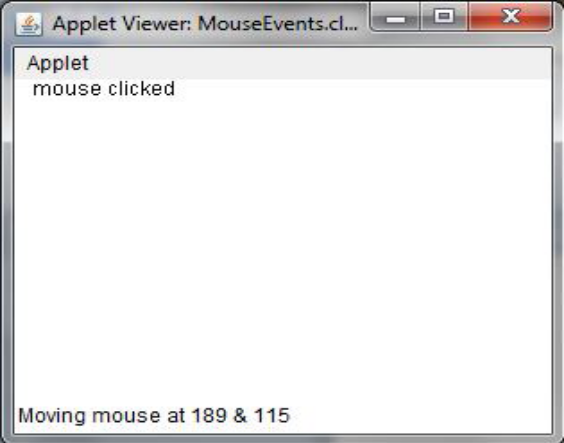 Applet Viewer: MouseEvents.cl...
Applet
mouse clicked
Moving mouse at 189 & 115